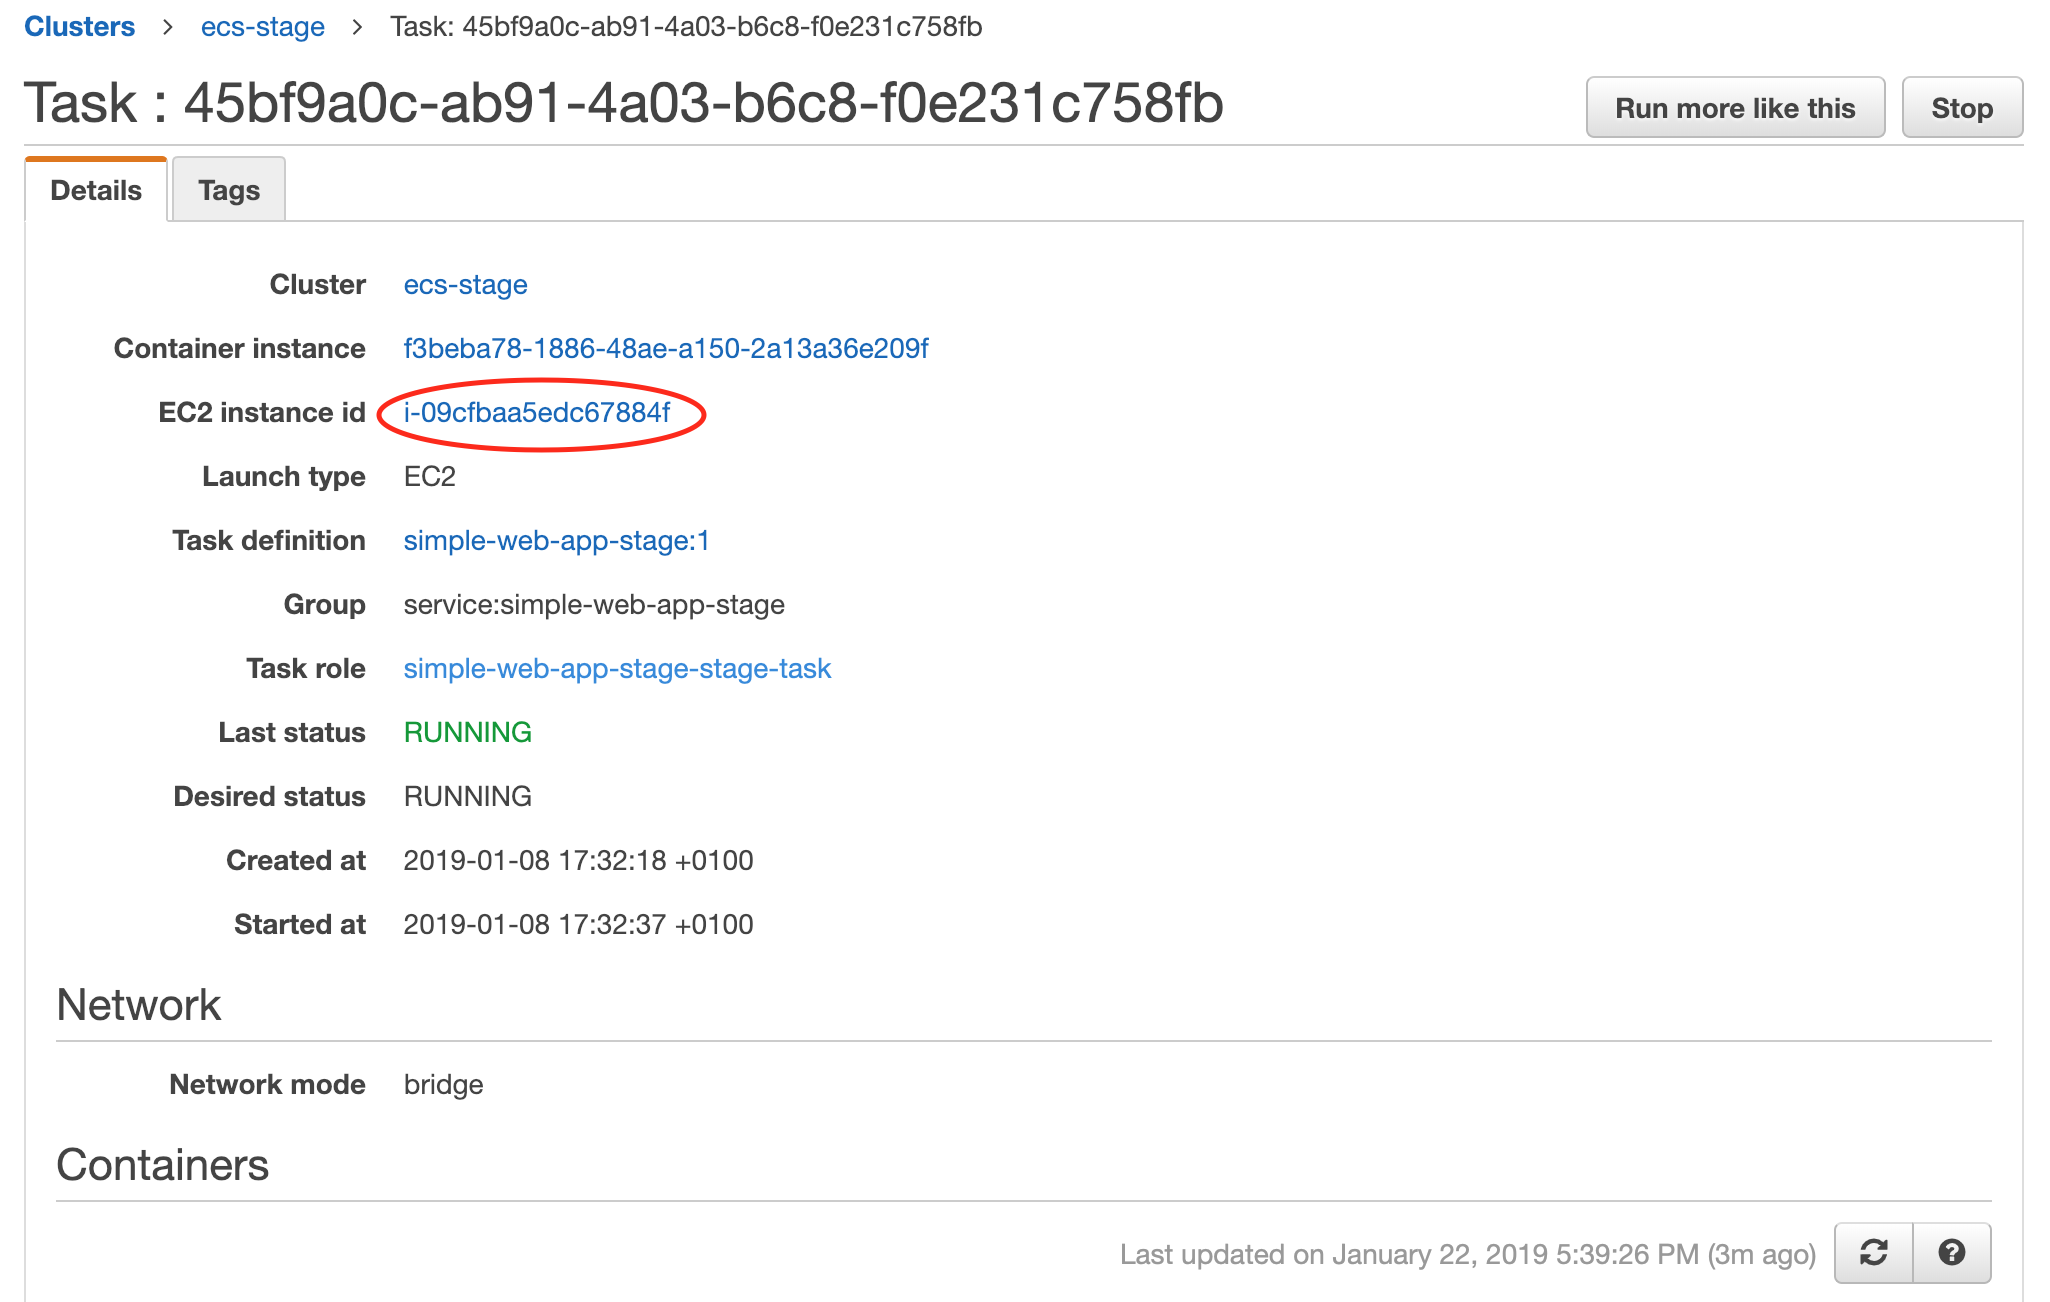 Clusters > ecs-stage > Task: 45bf9a0c-ab91-4a03-b6c8-f0e231c758fb
Task : 45bf9a0c-ab91-4a03-b6c8-f0e231c758fb
Run more like this
Stop
Details
Tags
Cluster ecs-stage
Container instance f3beba78-1886-48ae-a150-2a13a36e209f
EC2 instance id i-09cfbaa5edc67884f
Launch type EC2
Task definition simple-web-app-stage:1
Group service:simple-web-app-stage
Task role simple-web-app-stage-stage-task
Last status RUNNING
Desired status RUNNING
Created at 2019-01-08 17:32:18 +0100
Started at 2019-01-08 17:32:37 +0100
Network
Network mode bridge
Containers
Last updated on January 22, 2019 5:39:26 PM (3m ago)